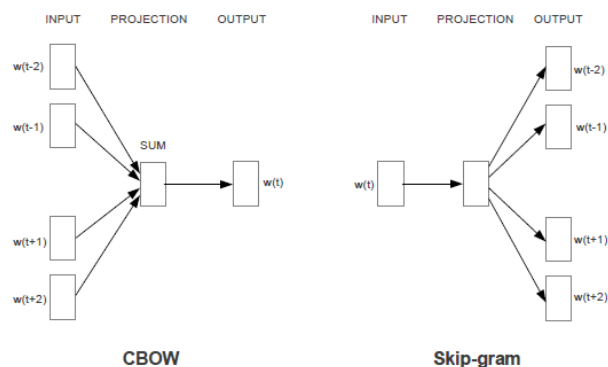 INPUT PROJECTION OUTPUT
w(t-2)
w(t-1)
SUM
w(t)
w(t+1)
w(t+2)
CBOW
INPUT PROJECTION OUTPUT
w(t-2)
w(t-1)
w(t)
w(t+1)
w(t+2)
Skip-gram